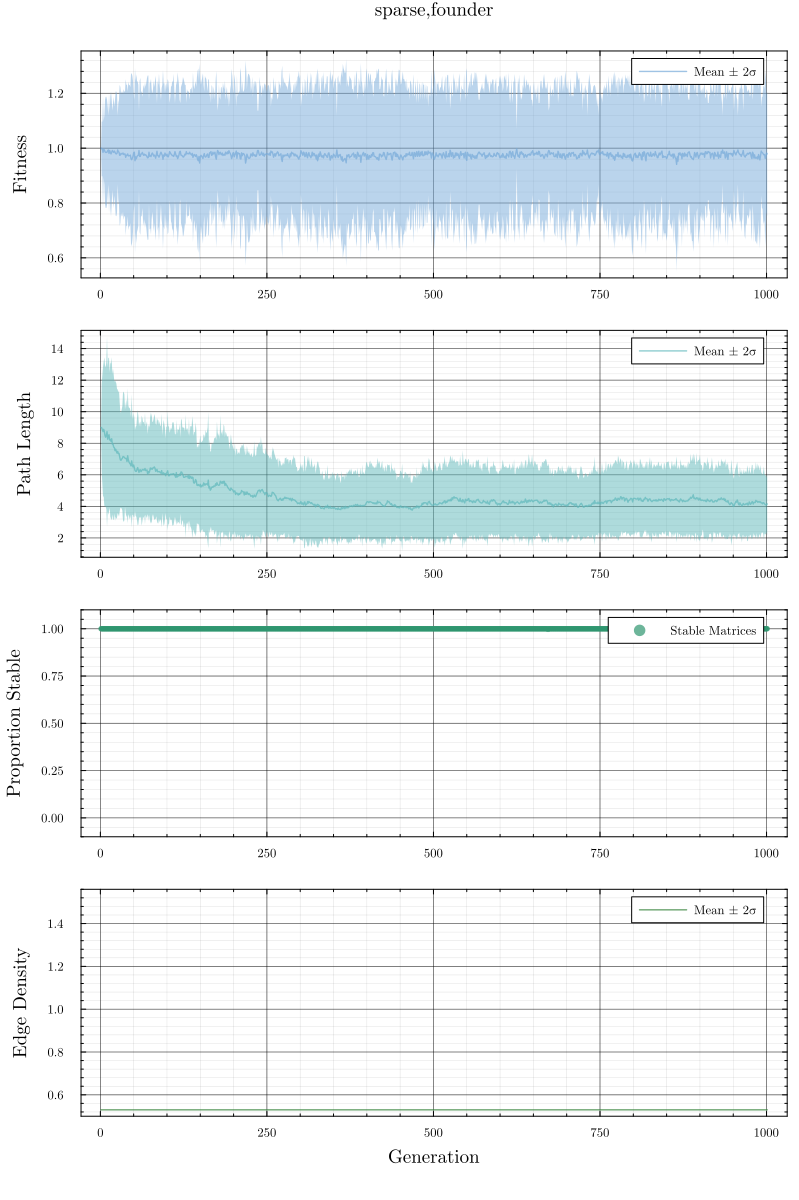 sparse,founder
Fitness
1.2
1.0
0.8
0.6
Mean ± 2σ
0 250 500 750 1000
Path Length
14
12
10
8
6
4
2
Mean ± 2σ
0 250 500 750 1000
Proportion Stable
1.00
0.75
0.50
0.25
0.00
Stable Matrices
0 250 500 750 1000
Edge Density
1.4
1.2
1.0
0.8
0.6
Mean ± 2σ
0 250 500 750 1000
Generation